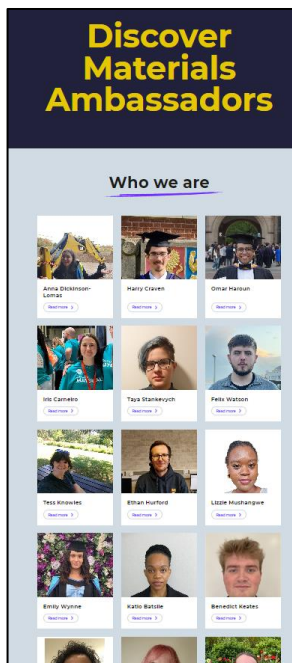 Discover
Materials
Ambassadors
Who we are
Anna Dickinson-
Lomas
Harry Craven
Omar Haroun
Read more
Read more
Read more
Iris Carneiro
Taya Stankevych
Felix Watson
Read more
Read more
Read more
Tess Knowles
Ethan Hurford
Lizzie Mushangwe
Read more
Read more
Read more
Emily Wynne
Katlo Batsile
Benedict Keates
Read more
Read more
Read more